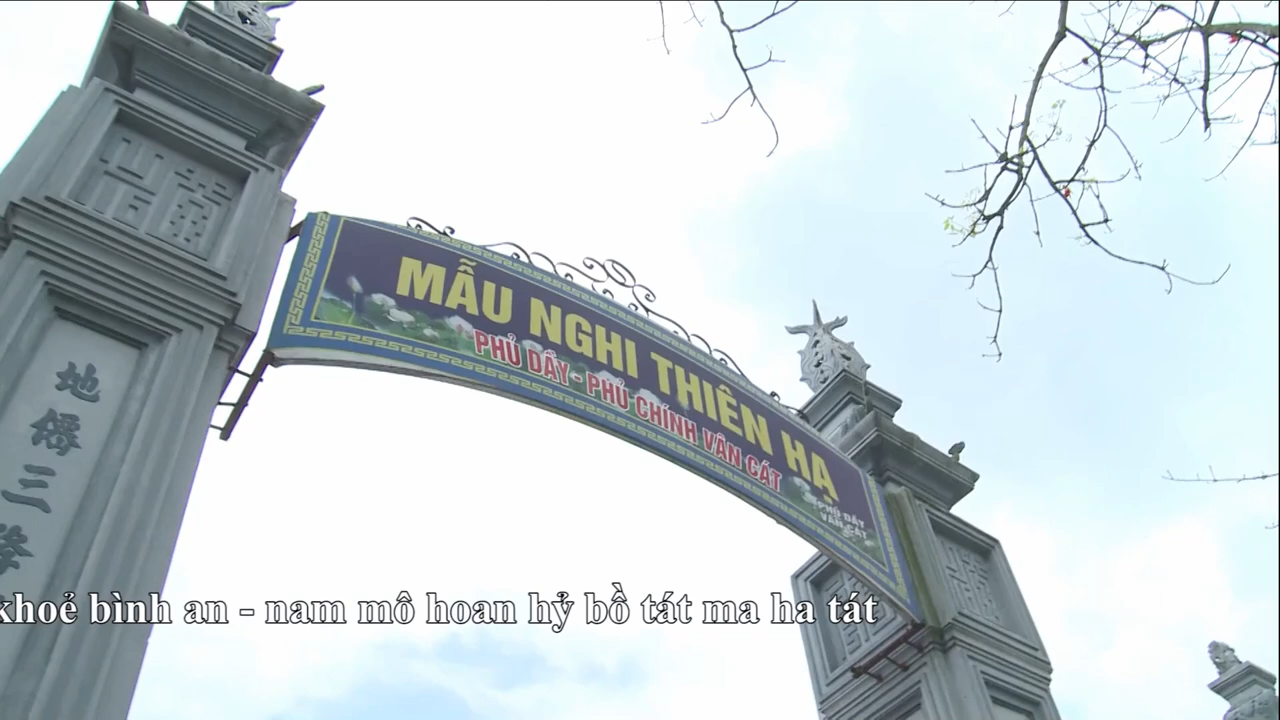 MẪU NGHI THIÊN HẠ
PHỦ DẦY - PHỦ CHÍNH VÂN CÁT
PHỦ DẦY
VÂN CÁT
地
三
降
khoẻ bình an - nam mô hoan hỷ bồ tát ma ha tát